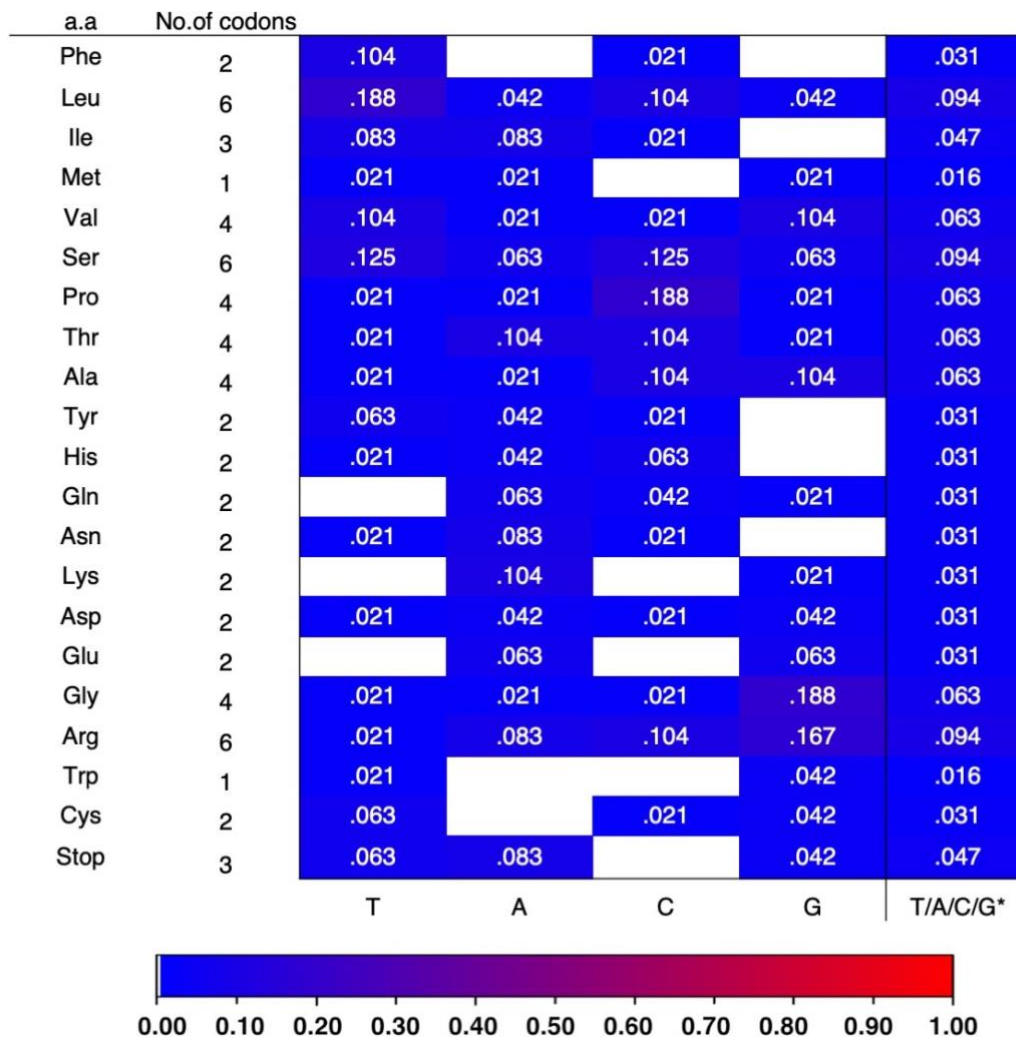 a.a No.of codons
Phe 2 .104 .021 .031
Leu 6 .188 .042 .104 .042 .094
Ile 3 .083 .083 .021 .047
Met 1 .021 .021 .021 .016
Val 4 .104 .021 .021 .104 .063
Ser 6 .125 .063 .125 .063 .094
Pro 4 .021 .021 .188 .021 .063
Thr 4 .021 .104 .104 .021 .063
Ala 4 .021 .021 .104 .104 .063
Tyr 2 .063 .042 .021 .031
His 2 .021 .042 .063 .031
Gln 2 .063 .042 .021 .031
Asn 2 .021 .083 .021 .031
Lys 2 .104 .021 .031
Asp 2 .021 .042 .021 .042 .031
Glu 2 .063 .063 .031
Gly 4 .021 .021 .021 .188 .063
Arg 6 .021 .083 .104 .167 .094
Trp 1 .021 .042 .016
Cys 2 .063 .021 .042 .031
Stop 3 .063 .083 .042 .047
T A C G T/A/C/G*
0.00 0.10 0.20 0.30 0.40 0.50 0.60 0.70 0.80 0.90 1.00